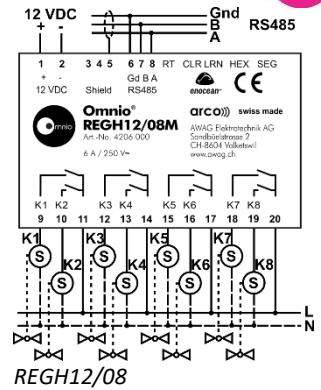 12 VDC
+ -
Gnd
B
A
RS485
1 2 3 4 5 6 7 8 RT CLR LRN HEX SEG
+ - Gd B A
12 VDC Shield RS485 enocean CE
Omnio
Omnio®
REGH12/08M
Art.-No. 4206 000
6 A / 250 V~
arco))) swiss made
AWAG Elektrotechnik AG
Sandbüelstrasse 2
CH-8604 Volketswil
www.awag.ch
K1 K2 K3 K4 K5 K6 K7 K8
9 10 11 12 13 14 15 16 17 18 19 20
K1 K3 K5 K7
S S S S
K2 K4 K6 K8
S S S S
L
N
REGH12/08